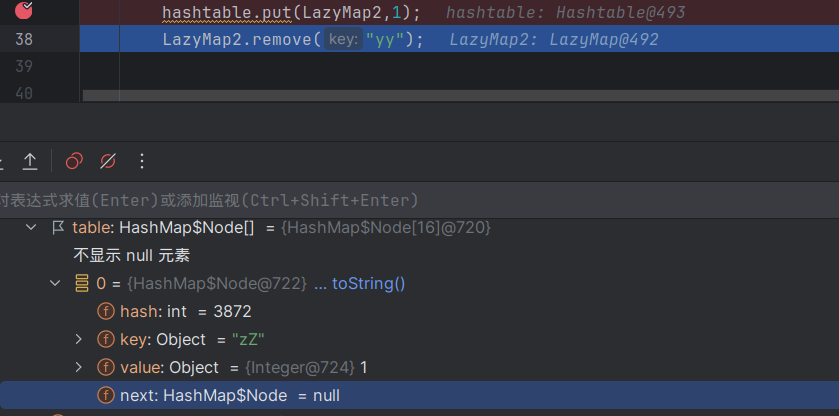 hashtable.put(LazyMap2,1); hashtable: Hashtable@493
38 LazyMap2.remove( key: "yy"); LazyMap2: LazyMap@492
39
40
对表达式求值(Enter)或添加监视(Ctrl+Shift+Enter)
table: HashMap$Node[] = {HashMap$Node[16]@720}
不显示 null 元素
0 = {HashMap$Node@722} ... toString()
f hash: int = 3872
f key: Object = "zZ"
f value: Object = {Integer@724} 1
f next: HashMap$Node = null